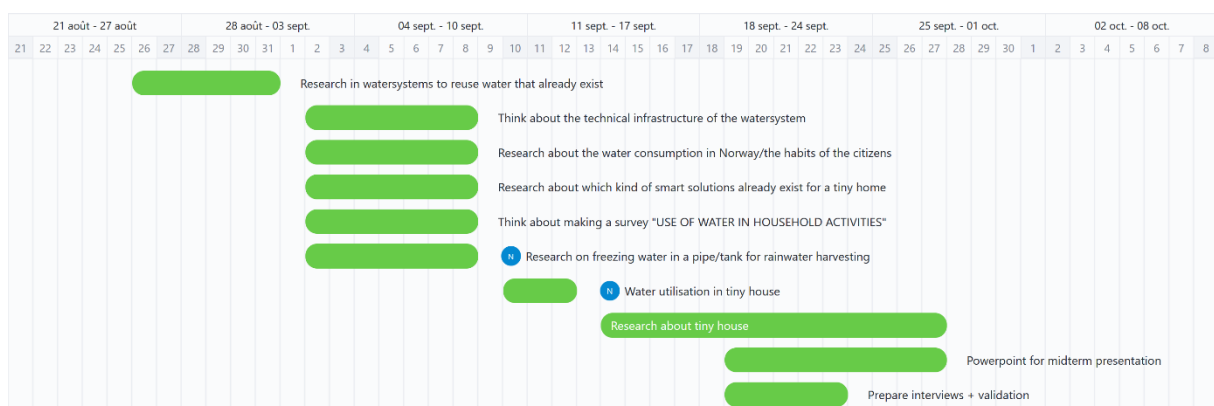 21 août - 27 août 28 août - 03 sept. 04 sept. - 10 sept. 11 sept. - 17 sept. 18 sept. - 24 sept. 25 sept. - 01 oct. 02 oct. - 08 oct.
21 22 23 24 25 26 27 28 29 30 31 1 2 3 4 5 6 7 8 9 10 11 12 13 14 15 16 17 18 19 20 21 22 23 24 25 26 27 28 29 30 1 2 3 4 5 6 7 8
Research in watersystems to reuse water that already exist
Think about the technical infrastructure of the watersystem
Research about the water consumption in Norway/the habits of the citizens
Research about which kind of smart solutions already exist for a tiny home
Think about making a survey "USE OF WATER IN HOUSEHOLD ACTIVITIES"
N Research on freezing water in a pipe/tank for rainwater harvesting
N Water utilisation in tiny house
Research about tiny house
Powerpoint for midterm presentation
Prepare interviews + validation